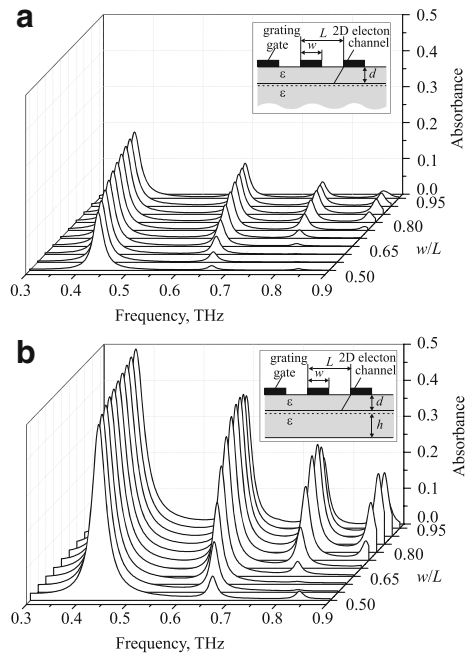 a
0.5
0.4
0.3
0.2
0.1
0.0
Absorbance
grating
gate
L
w
2D electon
channel
d
ε
ε
0.95
0.80
0.65
0.50
w/L
0.3 0.4 0.5 0.6 0.7 0.8 0.9
Frequency, THz
b
0.5
0.4
0.3
0.2
0.1
0.0
Absorbance
grating
gate
L
w
2D electon
channel
d
ε
ε
h
0.95
0.80
0.65
0.50
w/L
0.3 0.4 0.5 0.6 0.7 0.8 0.9
Frequency, THz